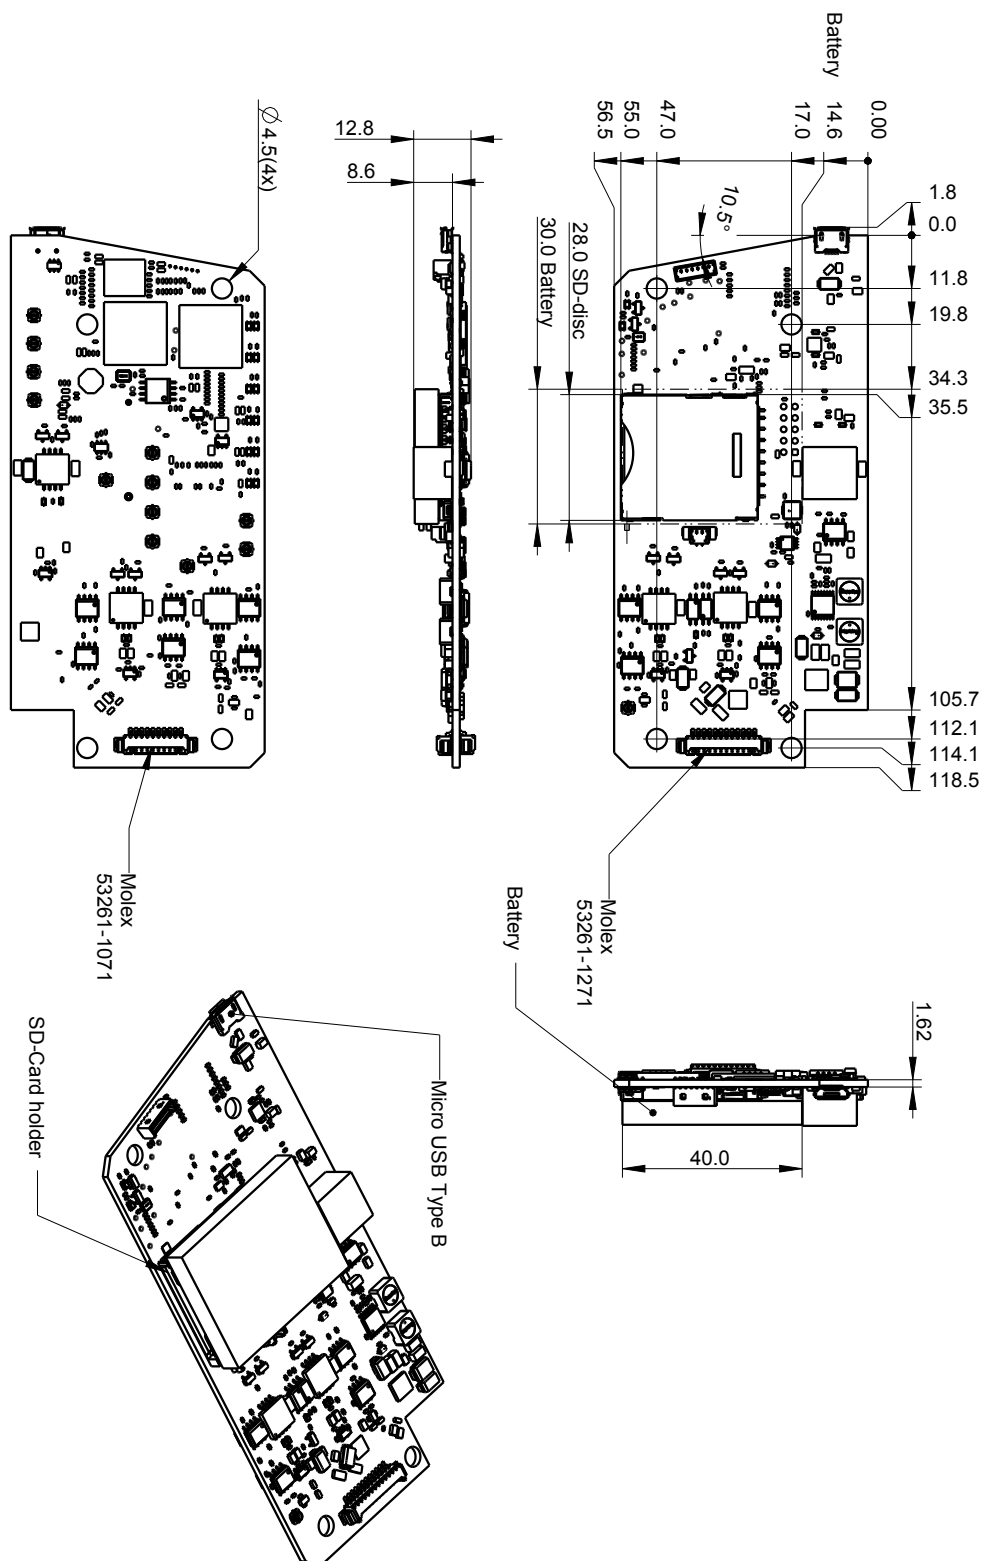 Battery
56.5
55.0
47.0
17.0
14.6
0.00
1.8
0.0
11.8
19.8
34.3
35.5
105.7
112.1
114.1
118.5
10.5°
28.0 SD-disc
30.0 Battery
12.8
8.6
⌀ 4.5(4x)
Molex
53261-1071
Molex
53261-1271
Battery
1.62
40.0
Micro USB Type B
SD-Card holder